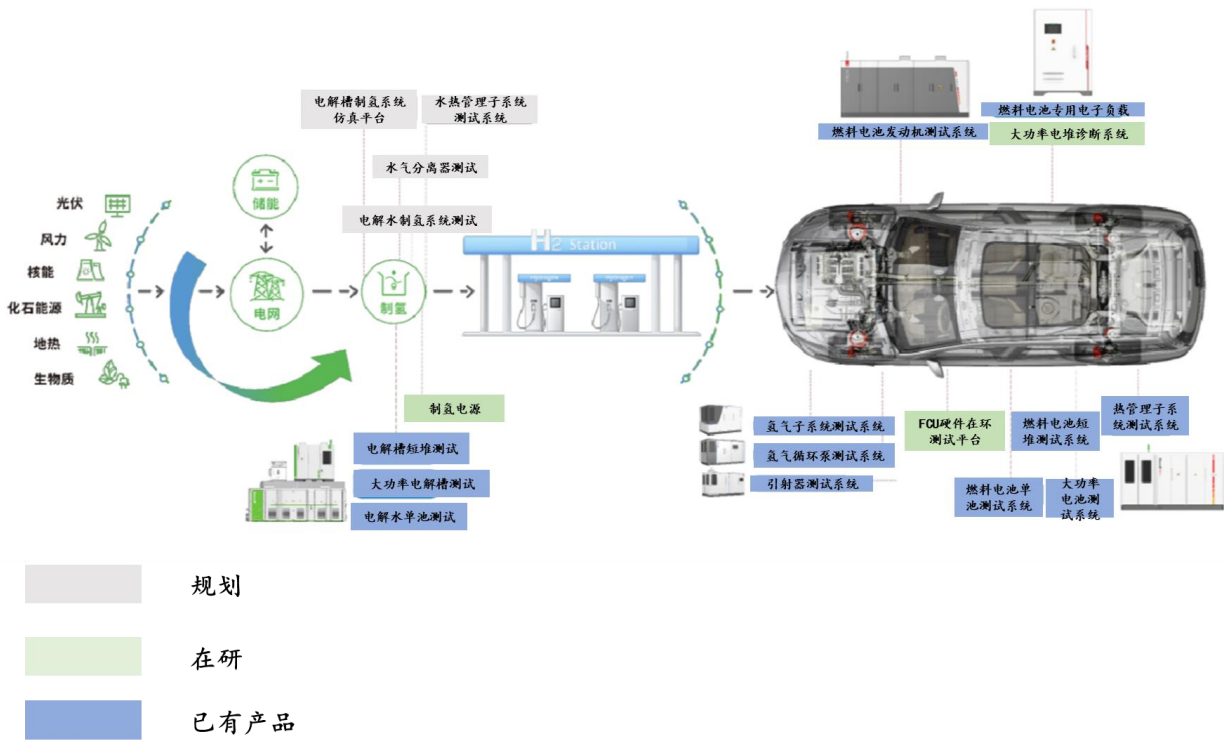 电解槽制氢系统
仿真平台
水热管理子系统
测试系统
水气分离器测试
电解水制氢系统测试
燃料电池发动机测试系统
燃料电池专用电子负载
大功率电堆诊断系统
光伏
风力
核能
化石能源
地热
生物质
储能
电网
制氢
H2 Station
Hydrogen
Hydrogen
制氢电源
电解槽短堆测试
大功率电解槽测试
电解水单池测试
氢气子系统测试系统
氢气循环泵测试系统
引射器测试系统
FCU硬件在环
测试平台
燃料电池单
池测试系统
燃料电池短
堆测试系统
大功率
电池测
试系统
热管理子系
统测试系统
规划
在研
已有产品